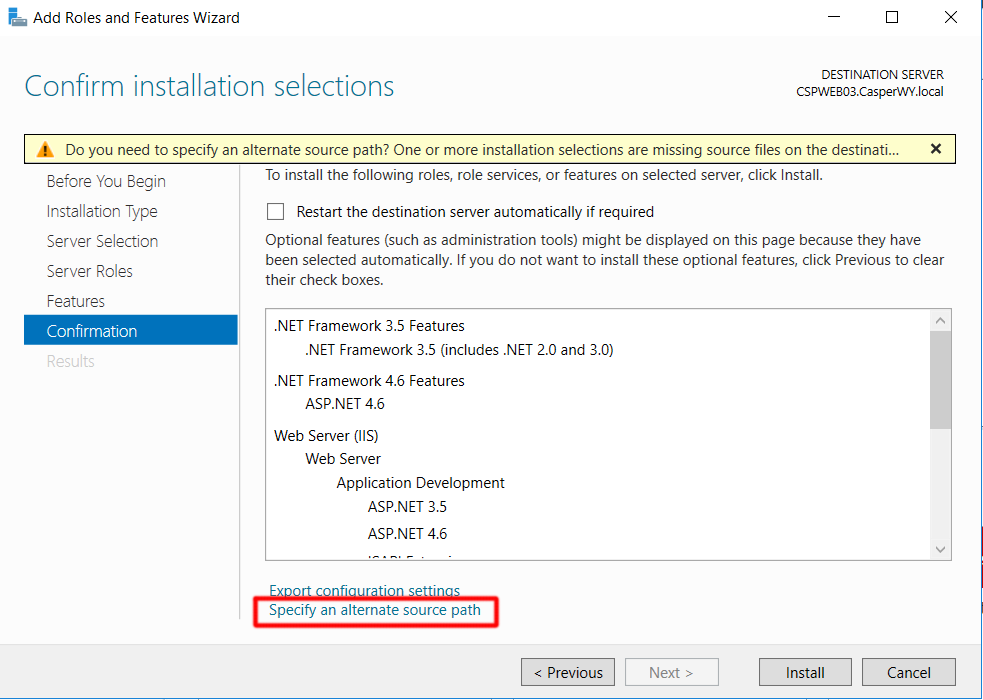 Add Roles and Features Wizard
Confirm installation selections
DESTINATION SERVER
CSPWEB03.CasperWY.local
Do you need to specify an alternate source path? One or more installation selections are missing source files on the destinati...
Before You Begin
Installation Type
Server Selection
Server Roles
Features
Confirmation
Results
To install the following roles, role services, or features on selected server, click Install.
Restart the destination server automatically if required
Optional features (such as administration tools) might be displayed on this page because they have
been selected automatically. If you do not want to install these optional features, click Previous to clear
their check boxes.
.NET Framework 3.5 Features
.NET Framework 3.5 (includes .NET 2.0 and 3.0)
.NET Framework 4.6 Features
ASP.NET 4.6
Web Server (IIS)
Web Server
Application Development
ASP.NET 3.5
ASP.NET 4.6
Export configuration settings
Specify an alternate source path
< Previous
Next >
Install
Cancel